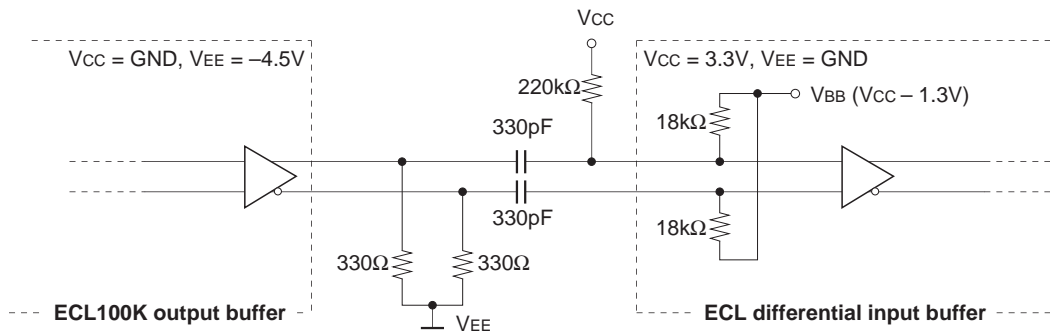 VCC
VCC = GND, VEE = –4.5V
VCC = 3.3V, VEE = GND
220kΩ
VBB (VCC – 1.3V)
18kΩ
330pF
330pF
18kΩ
330Ω
330Ω
ECL100K output buffer
VEE
ECL differential input buffer